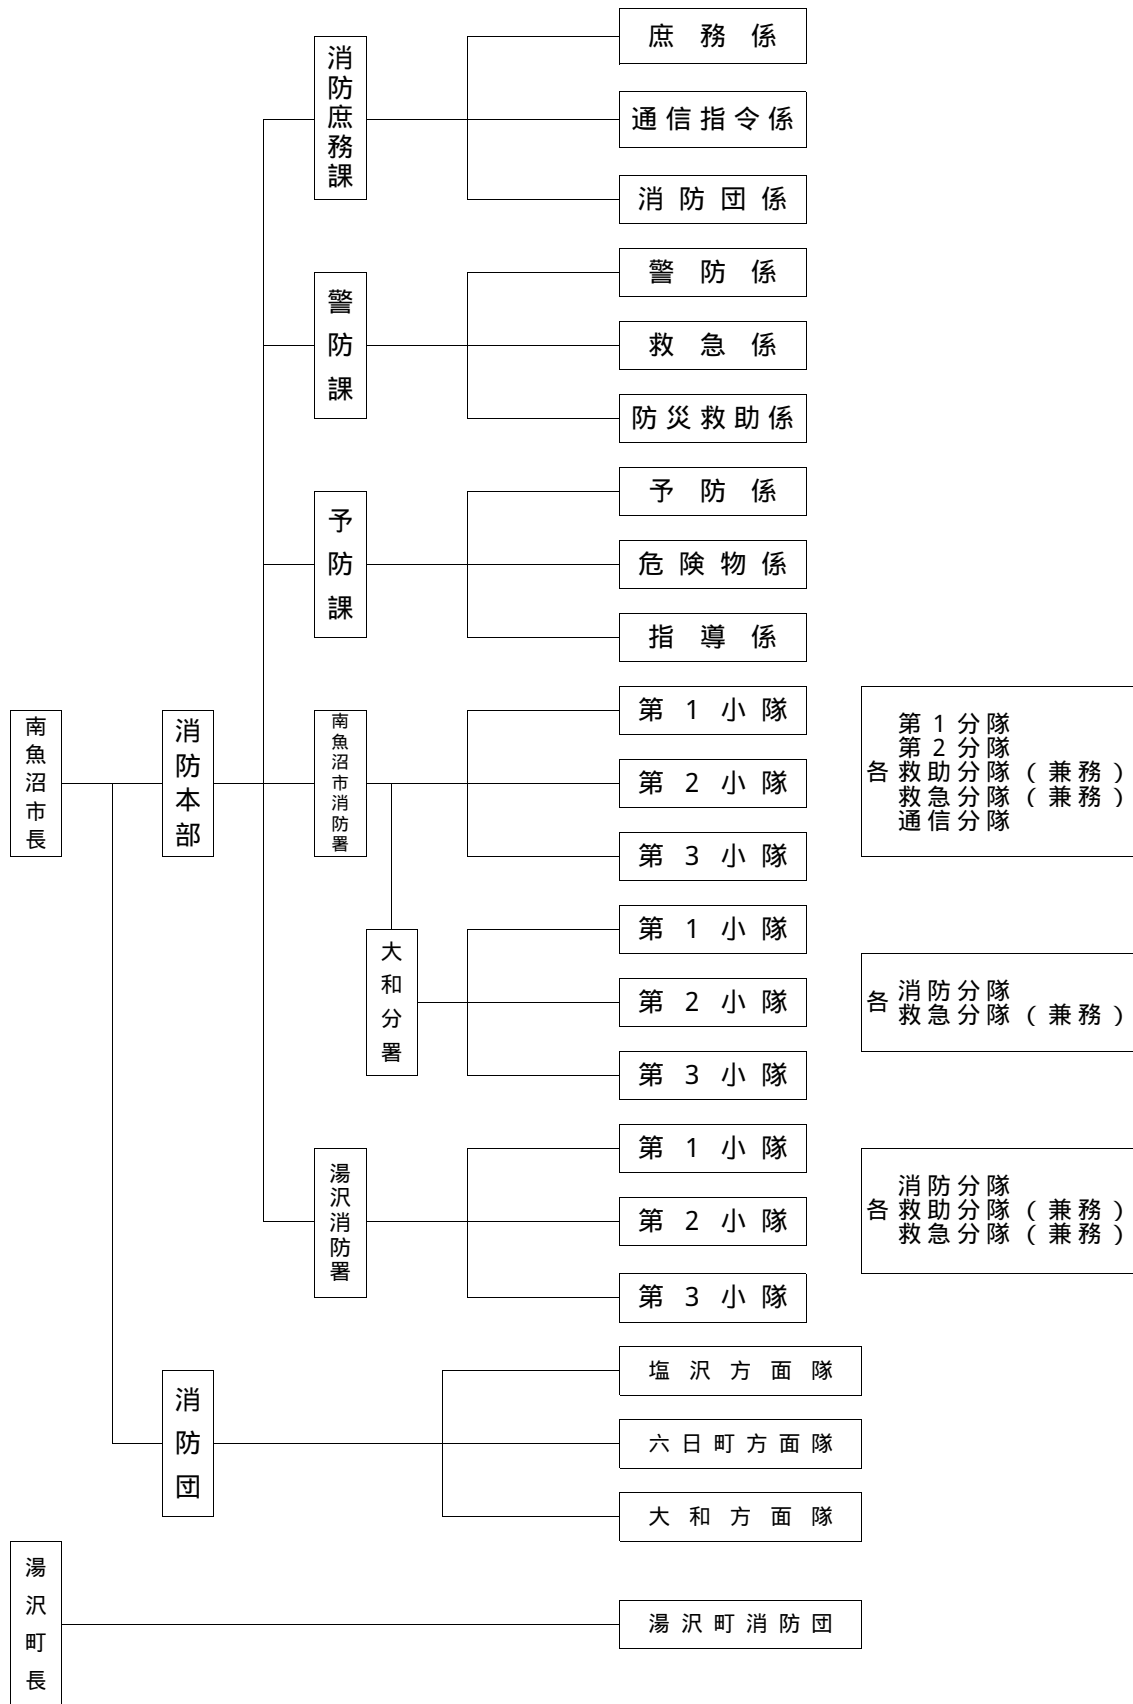 庶務係
消防庶務課
通信指令係
消防団係
警防係
警防課
救急係
防災救助係
予防係
予防課
危険物係
指導係
南魚沼市長
消防本部
南魚沼市消防署
第1小隊
第2小隊
第3小隊
第1分隊
第2分隊
各 救助分隊(兼務)
救急分隊(兼務)
通信分隊
大和分署
第1小隊
第2小隊
第3小隊
各 消防分隊
救急分隊(兼務)
湯沢消防署
第1小隊
第2小隊
第3小隊
消防分隊
各 救助分隊(兼務)
救急分隊(兼務)
消防団
塩沢方面隊
六日町方面隊
大和方面隊
湯沢町長
湯沢町消防団